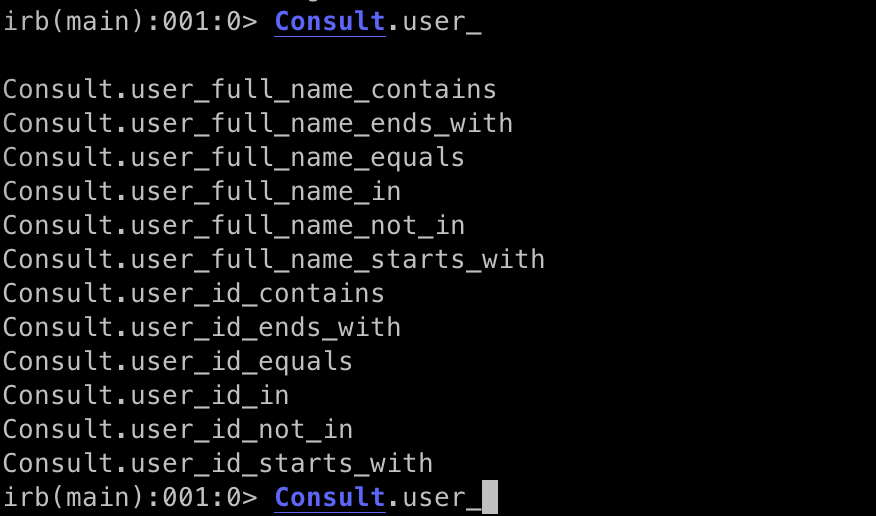 irb(main):001:0> Consult.user_
Consult.user_full_name_contains
Consult.user_full_name_ends_with
Consult.user_full_name_equals
Consult.user_full_name_in
Consult.user_full_name_not_in
Consult.user_full_name_starts_with
Consult.user_id_contains
Consult.user_id_ends_with
Consult.user_id_equals
Consult.user_id_in
Consult.user_id_not_in
Consult.user_id_starts_with
irb(main):001:0> Consult.user_